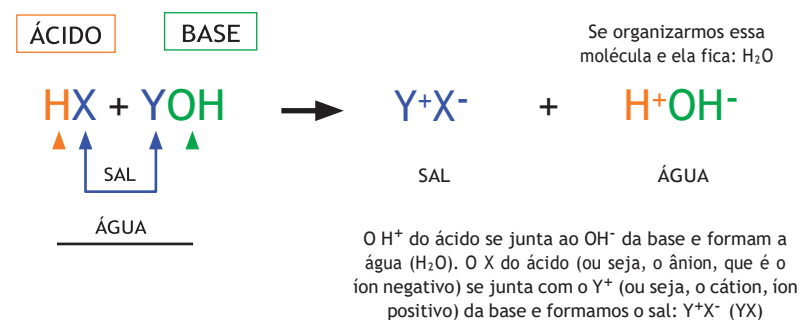 ÁCIDO
BASE
Se organizarmos essa
molécula e ela fica: H₂O
HX + YOH
Y⁺X⁻ + H⁺OH⁻
SAL
SAL
ÁGUA
ÁGUA
O H⁺ do ácido se junta ao OH⁻ da base e formam a
água (H₂O). O X do ácido (ou seja, o ânion, que é o
íon negativo) se junta com o Y⁺ (ou seja, o cátion, íon
positivo) da base e formamos o sal: Y⁺X⁻ (YX)